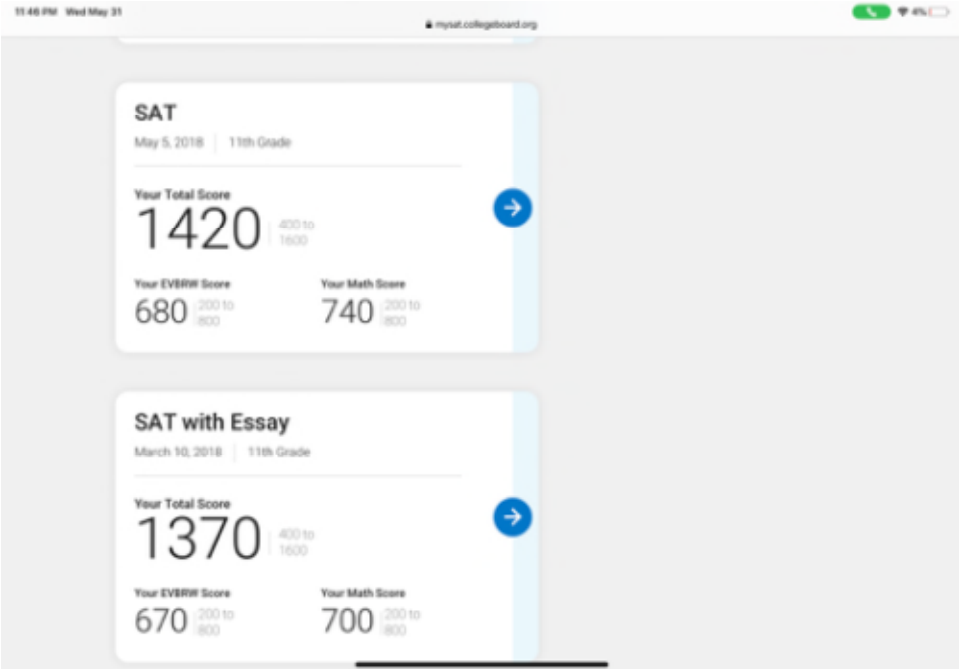 11:46 PM Wed May 31
mysat.collegeboard.org
4%
SAT
May 5, 2018 11th Grade
Your Total Score
1420 400 to
1600
Your EVBRW Score Your Math Score
680 200 to 740 200 to
800 800
SAT with Essay
March 10, 2018 11th Grade
Your Total Score
1370 400 to
1600
Your EVBRW Score Your Math Score
670 200 to 700 200 to
800 800